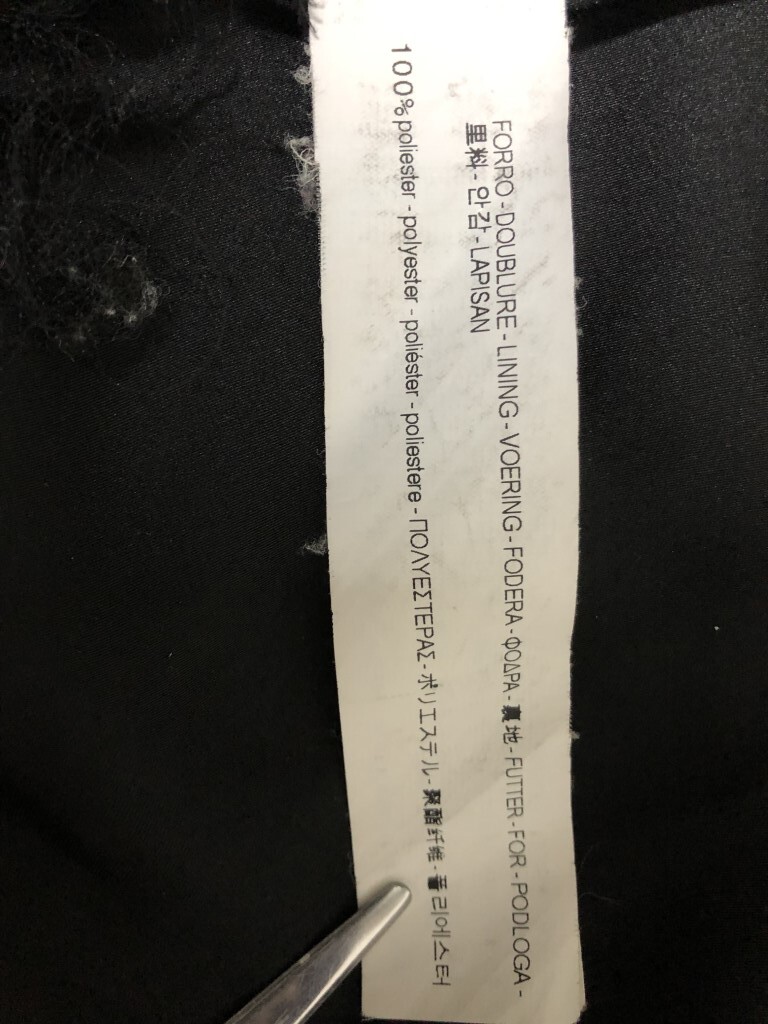 FORRO - DOUBLURE - LINING - VOERING - FODERA - ΦΟΔΡΑ - 裏地 - FUTTER - FOR - PODLOGA -
里料 - 안감 - LAPISAN
100% poliester - polyester - poliéster - poliestere - ΠΟΛΥΕΣΤΕΡΑΣ - ポリエステル - 聚酯纤维 - 폴리에스터